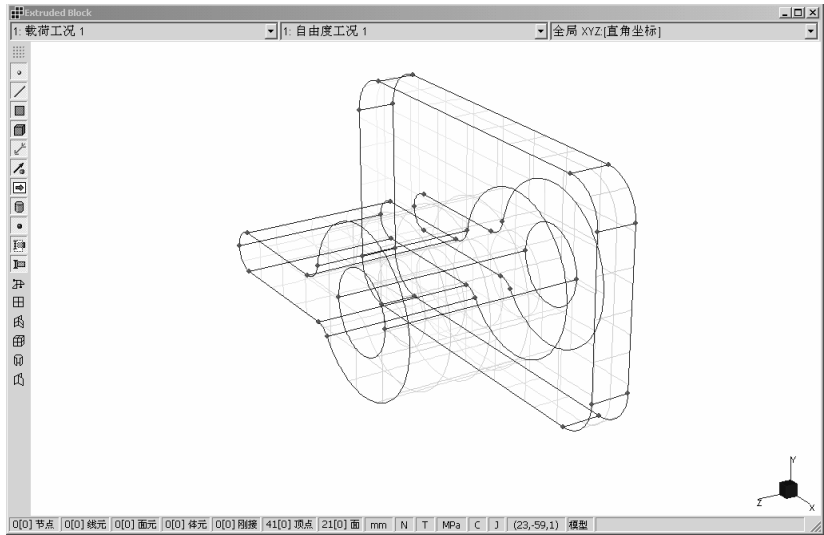 Extruded Block
1: 载荷工况 1 1: 自由度工况 1 全局 XYZ:[直角坐标]
Y
Z X
0[0] 节点 0[0] 线元 0[0] 面元 0[0] 体元 0[0] 刚接 41[0] 顶点 21[0] 面 mm N T MPa C J (23,-59,1) 模型